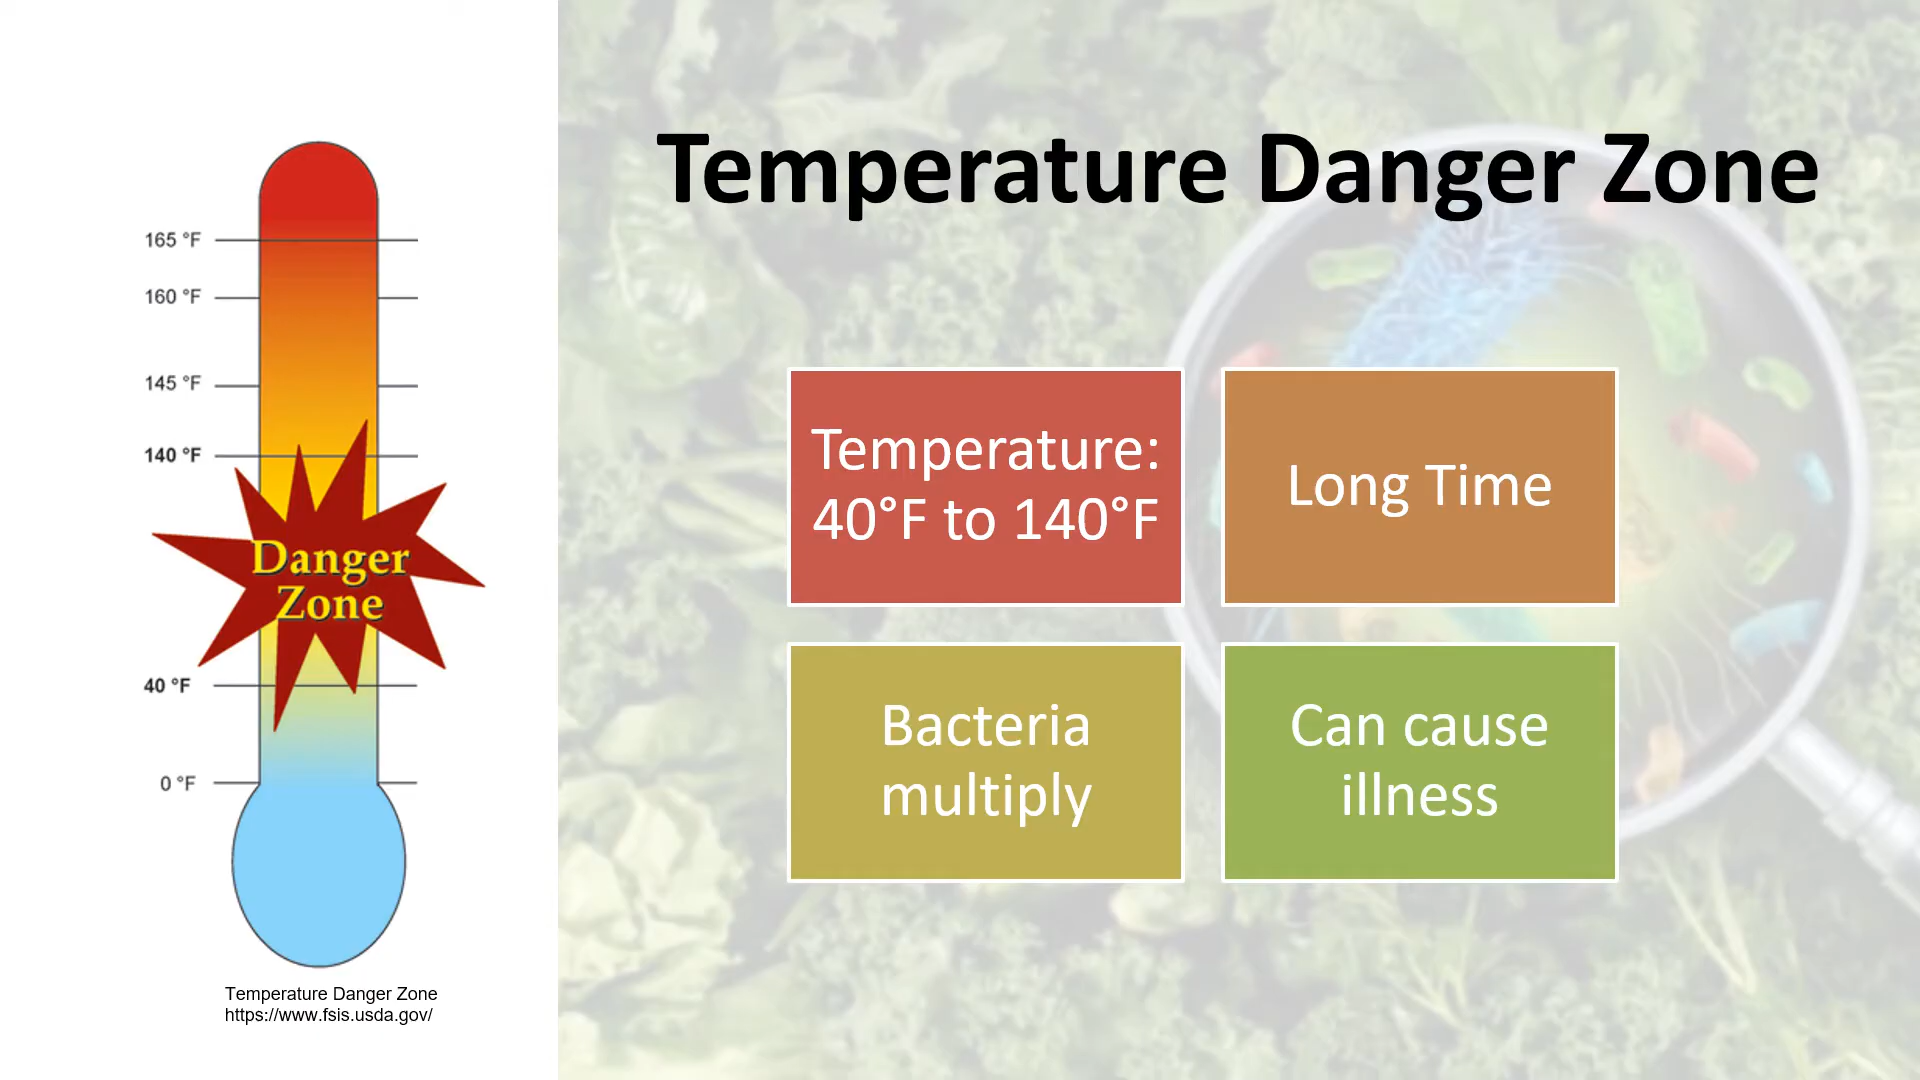 Temperature Danger Zone
165 °F
160 °F
145 °F
140 °F
Danger
Zone
40 °F
0 °F
Temperature Danger Zone
https://www.fsis.usda.gov/
Temperature:
40°F to 140°F
Long Time
Bacteria
multiply
Can cause
illness